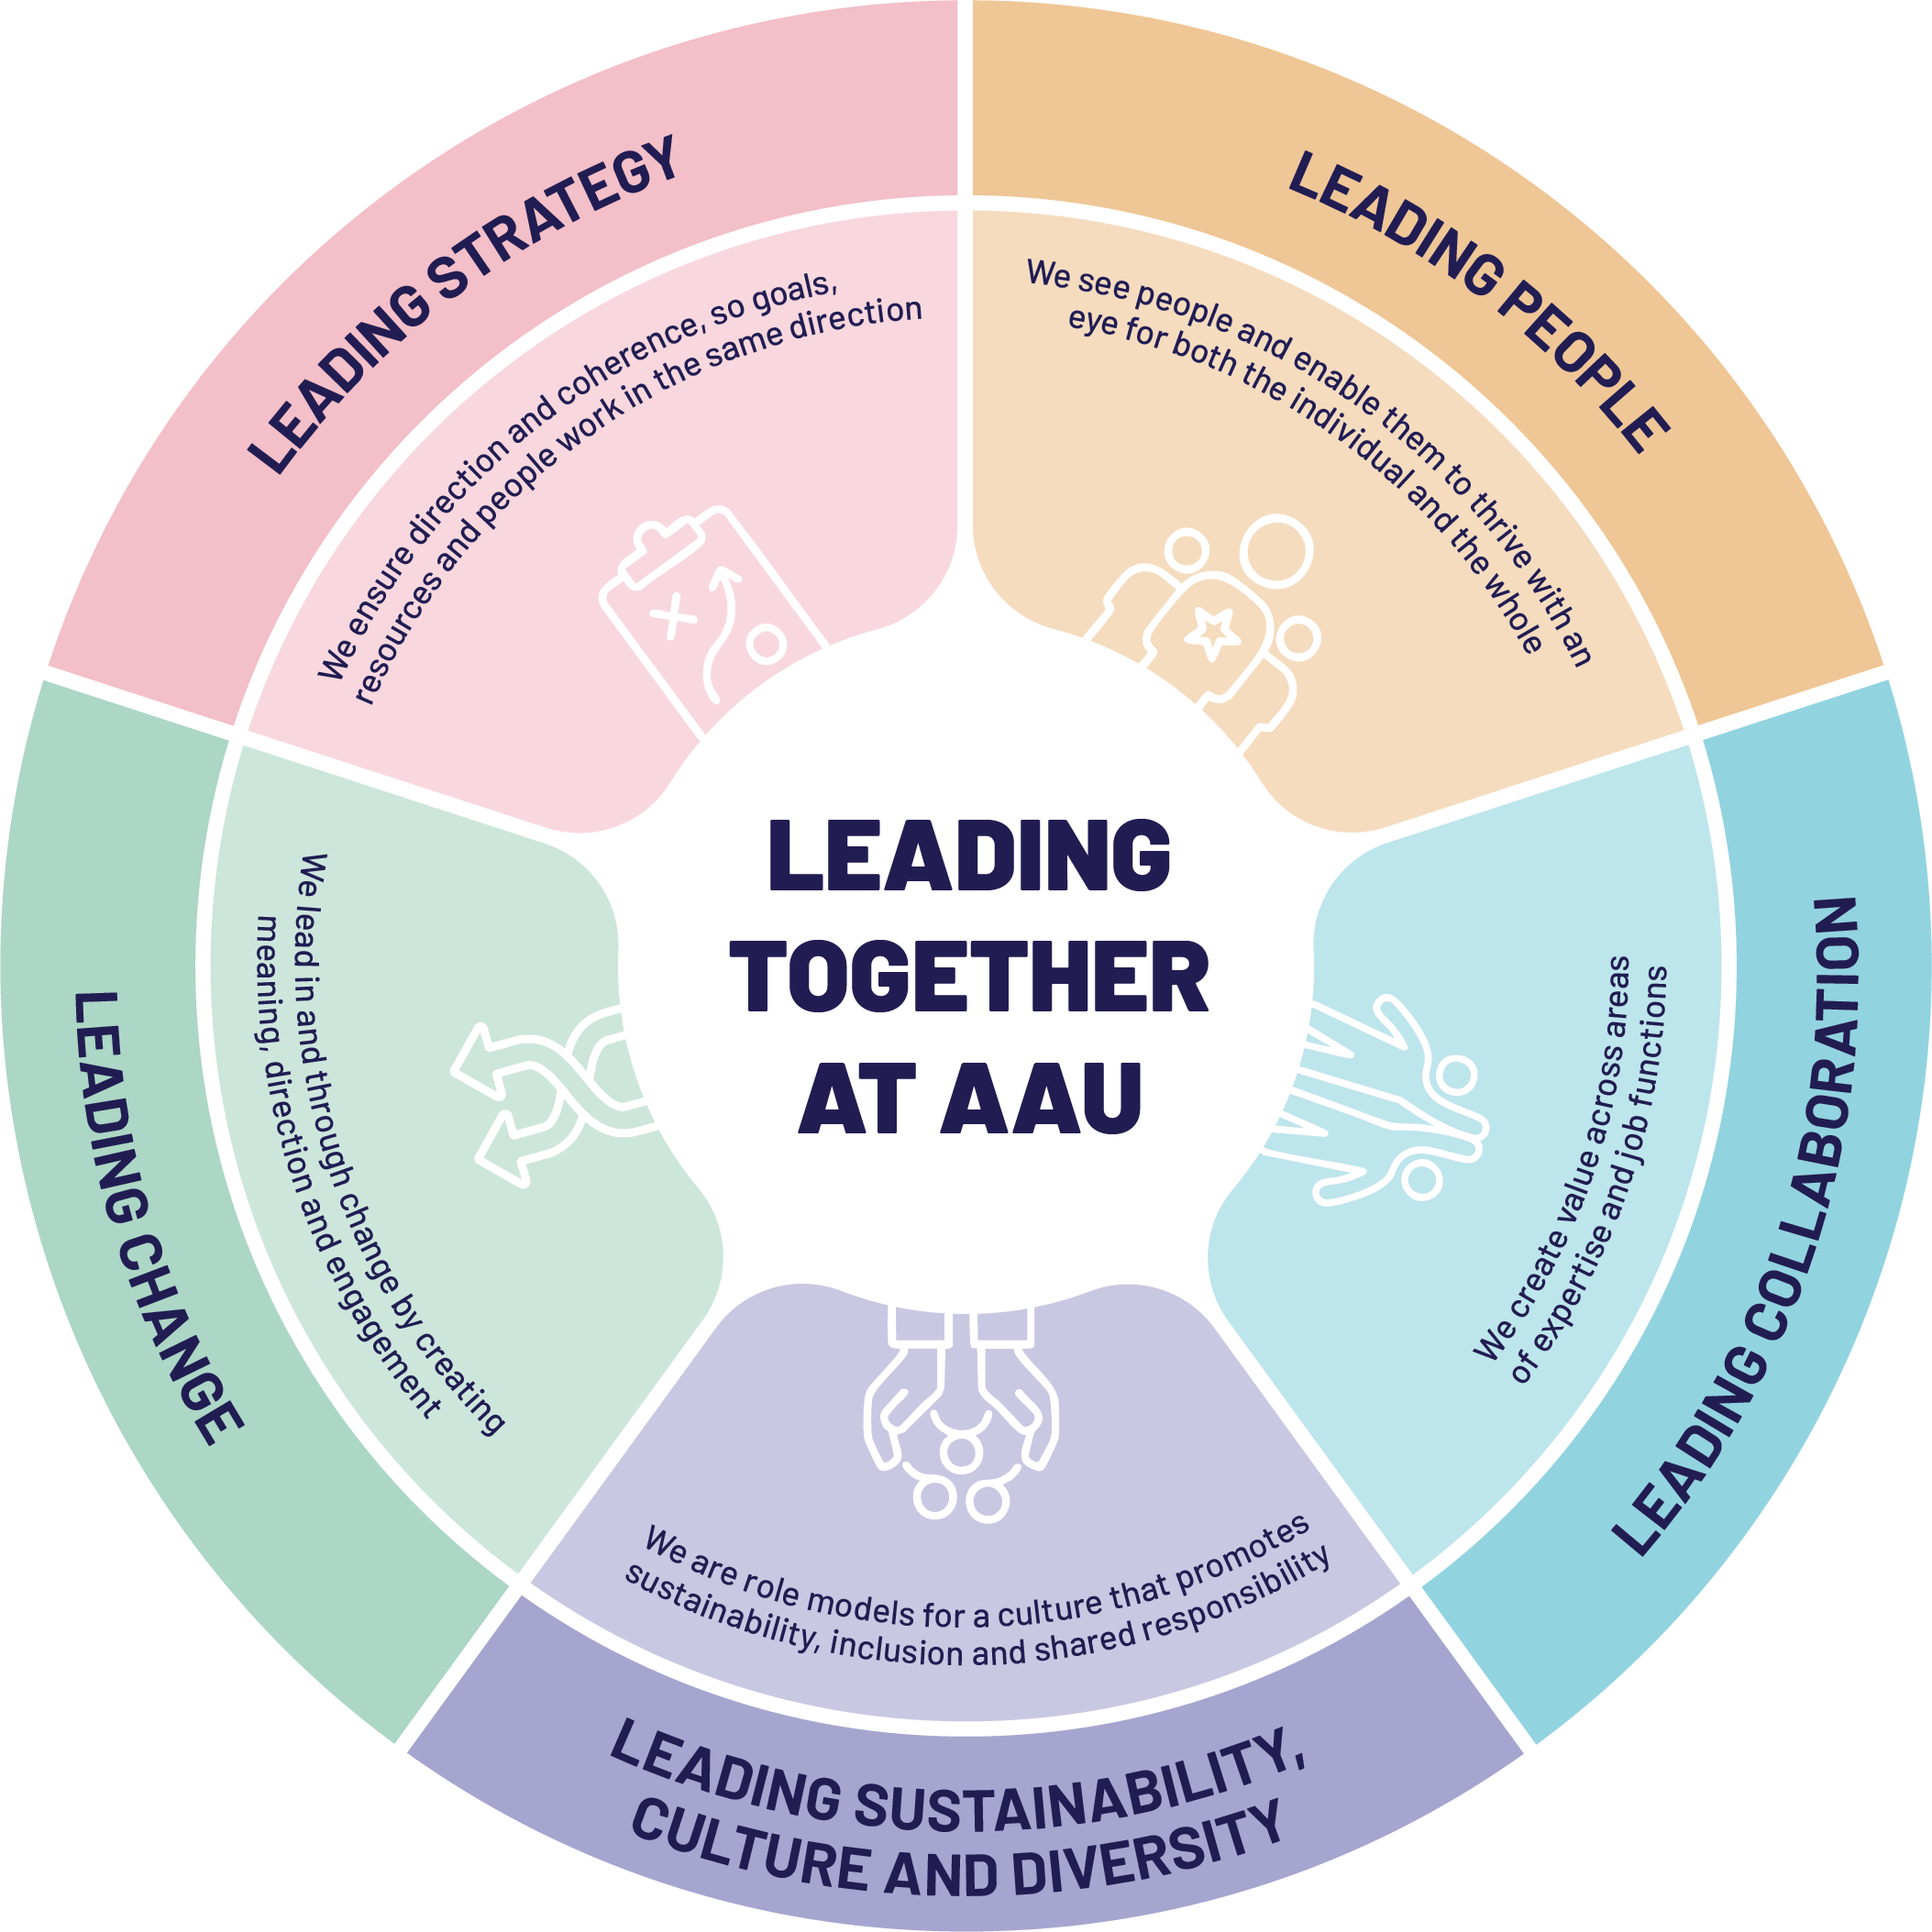 LEADING STRATEGY
We ensure direction and coherence, so goals,
resources and people work in the same direction
LEADING PEOPLE
We see people and enable them to thrive with an
eye for both the individual and the whole
LEADING COLLABORATION
We create value across areas
of expertise and job functions
LEADING SUSTAINABILITY,
CULTURE AND DIVERSITY
We are role models for a culture that promotes
sustainability, inclusion and shared responsibility
LEADING CHANGE
We lead in and through change by creating
meaning, direction and engagement
LEADING
TOGETHER
AT AAU